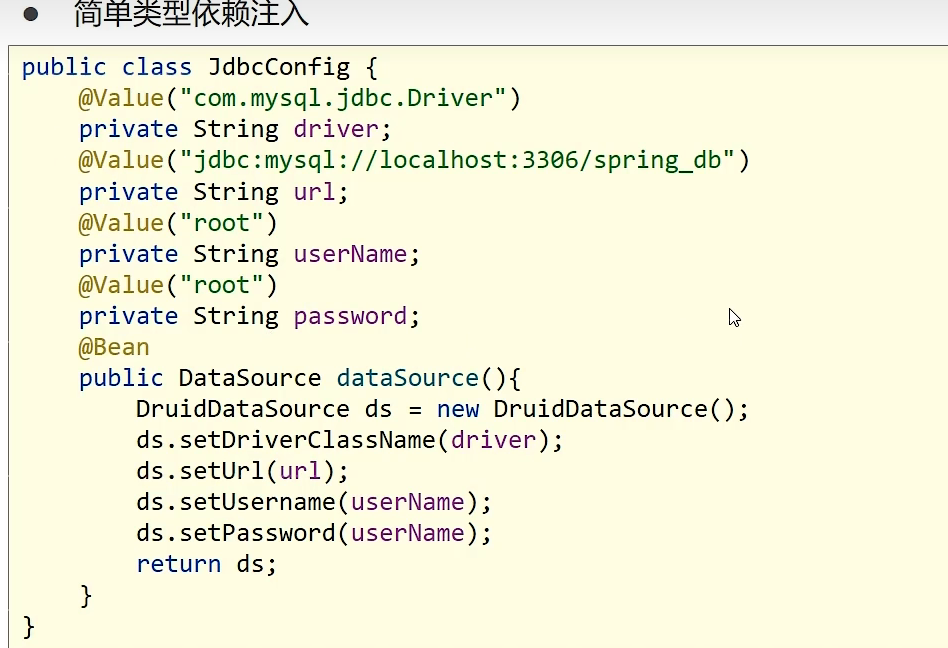 ● 简单类型依赖注入
public class JdbcConfig {
    @Value("com.mysql.jdbc.Driver")
    private String driver;
    @Value("jdbc:mysql://localhost:3306/spring_db")
    private String url;
    @Value("root")
    private String userName;
    @Value("root")
    private String password;
    @Bean
    public DataSource dataSource(){
        DruidDataSource ds = new DruidDataSource();
        ds.setDriverClassName(driver);
        ds.setUrl(url);
        ds.setUsername(userName);
        ds.setPassword(userName);
        return ds;
    }
}